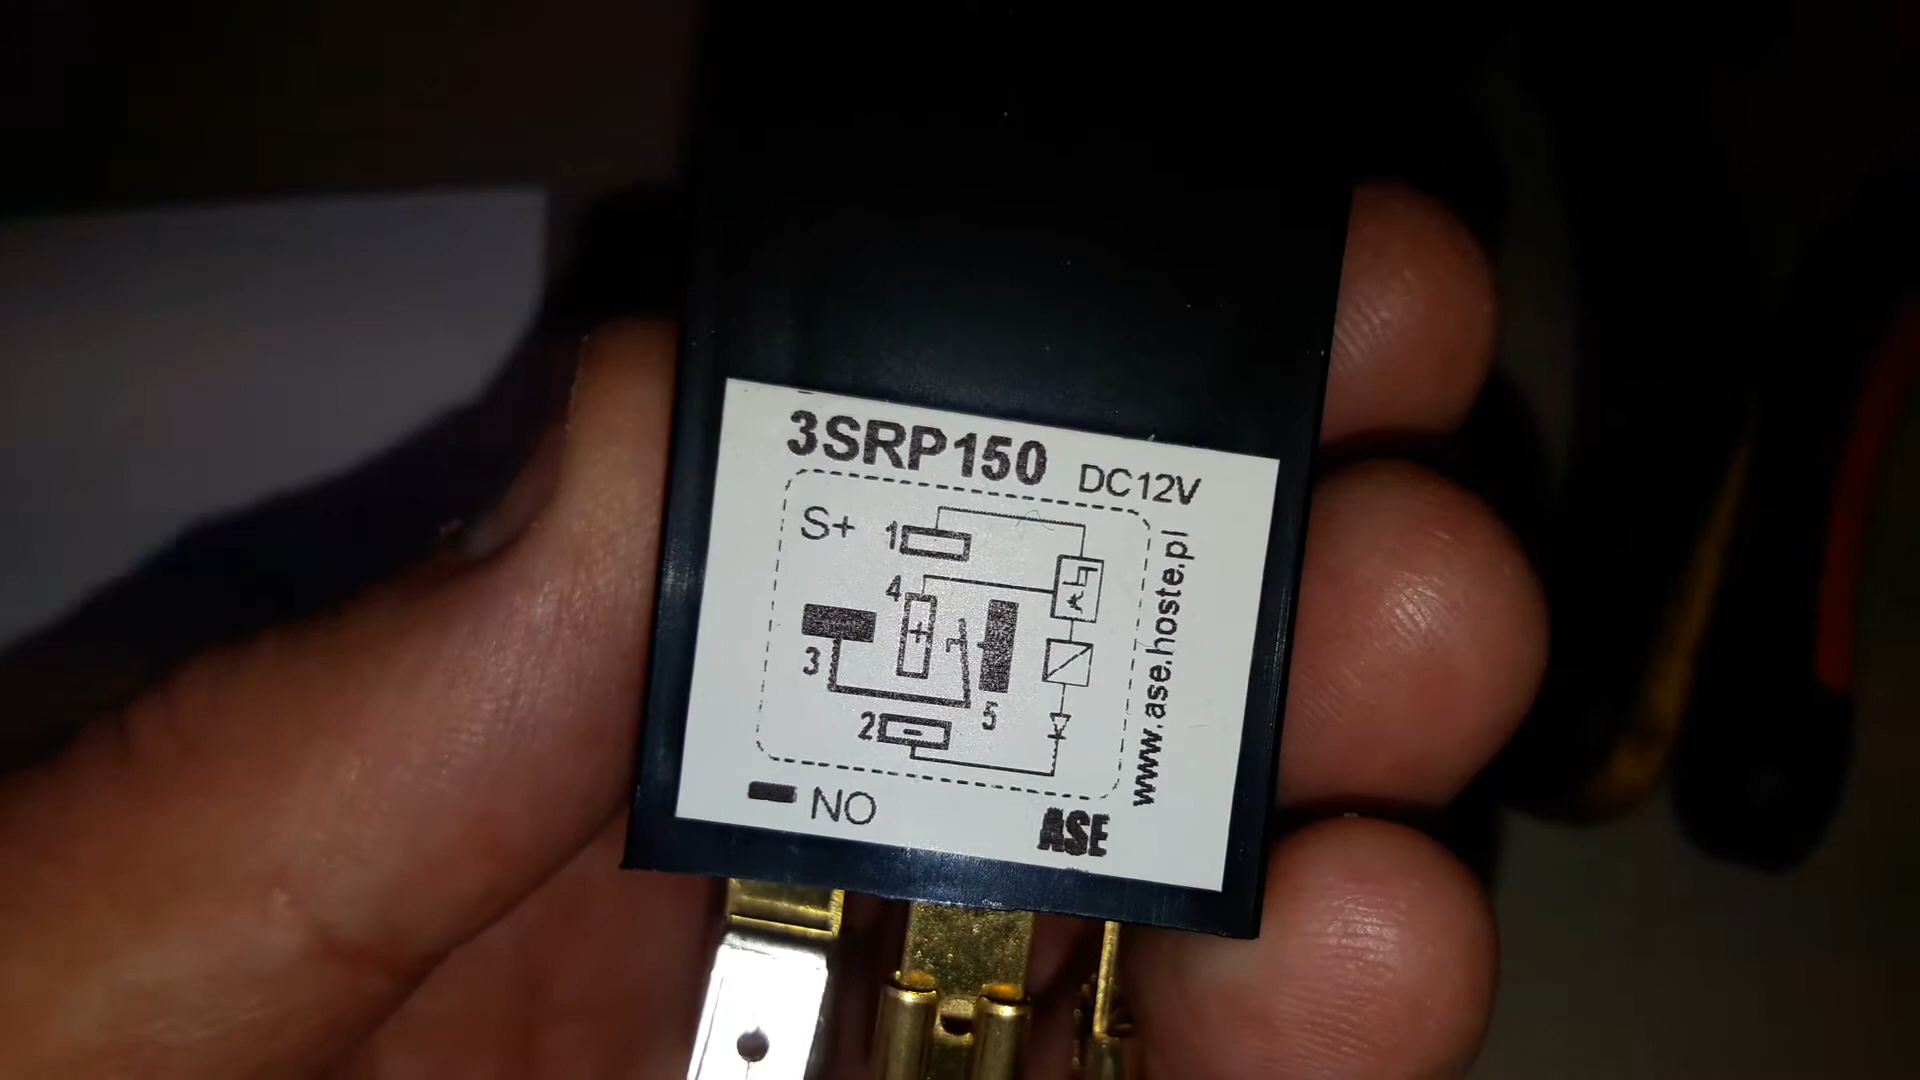 3SRP150 DC12V
S+ 1
4
+
3
5
2 -
www.ase.hoste.pl
NO
ASE